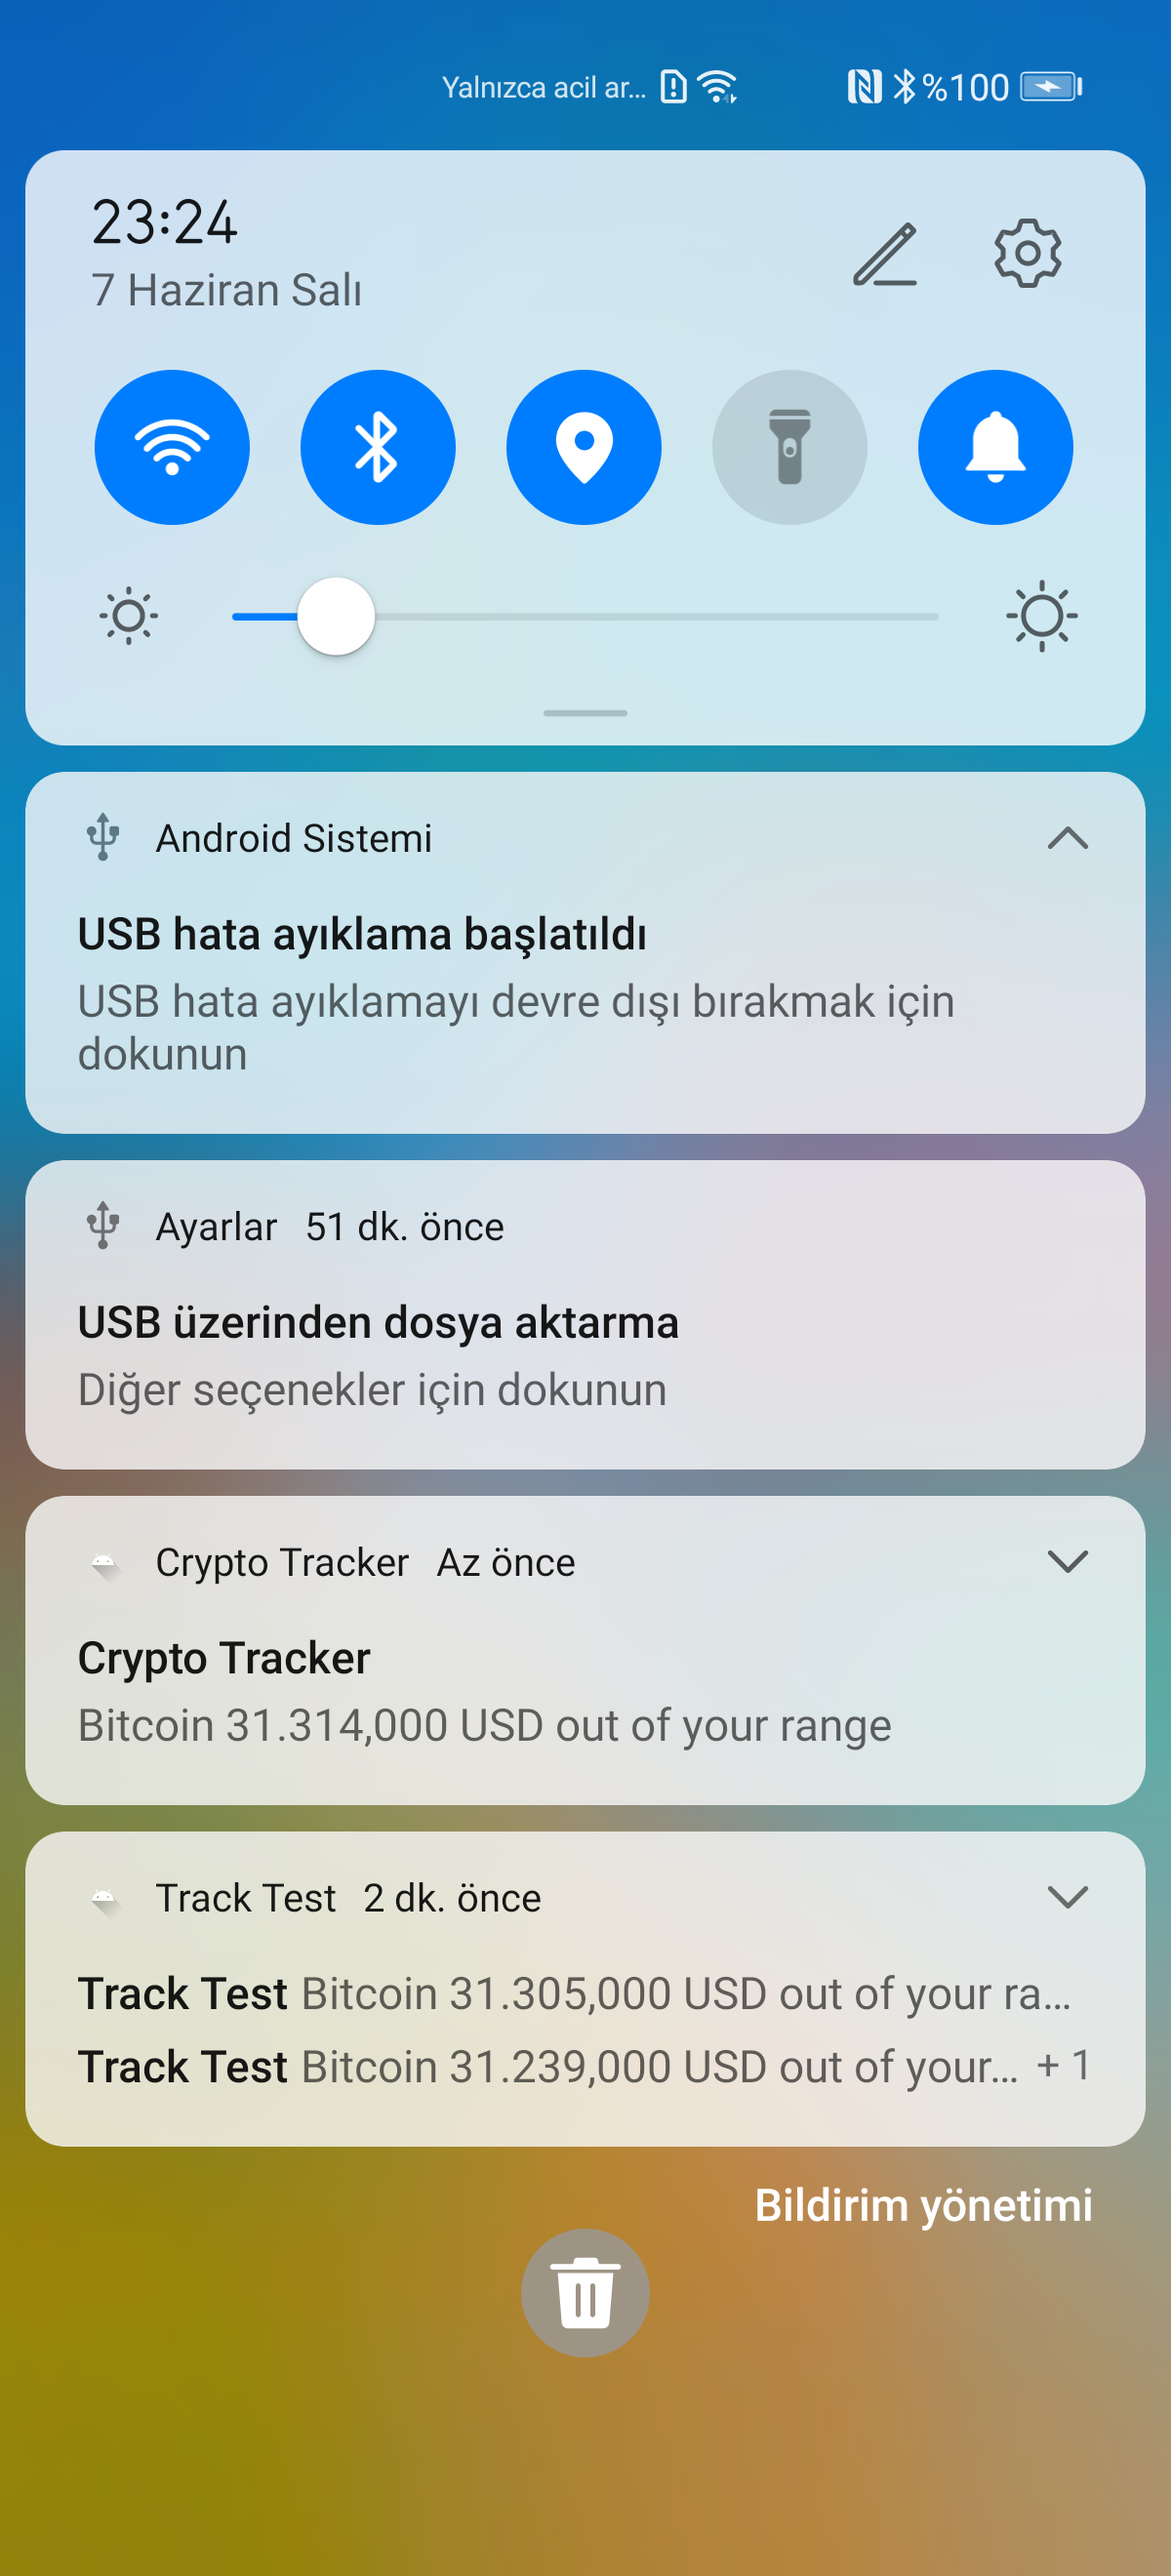 Yalnızca acil ar...
%100
23:24
7 Haziran Salı
Android Sistemi
USB hata ayıklama başlatıldı
USB hata ayıklamayı devre dışı bırakmak için
dokunun
Ayarlar 51 dk. önce
USB üzerinden dosya aktarma
Diğer seçenekler için dokunun
Crypto Tracker Az önce
Crypto Tracker
Bitcoin 31.314,000 USD out of your range
Track Test 2 dk. önce
Track Test Bitcoin 31.305,000 USD out of your ra...
Track Test Bitcoin 31.239,000 USD out of your... + 1
Bildirim yönetimi